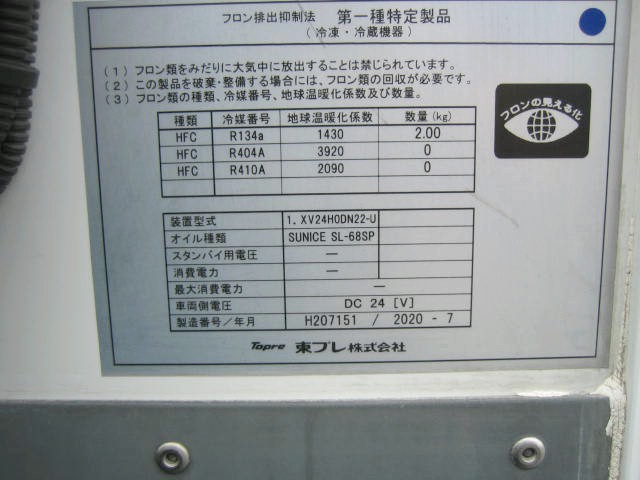 フロン排出抑制法　第一種特定製品
(冷凍・冷蔵機器)
(1) フロン類をみだりに大気中に放出することは禁じられています。
(2) この製品を破棄・整備する場合には、フロン類の回収が必要です。
(3) フロン類の種類、冷媒番号、地球温暖化係数及び数量。
種類 冷媒番号 地球温暖化係数 数量(kg)
HFC R134a 1430 2.00
HFC R404A 3920 0
HFC R410A 2090 0
フロンの見える化
装置型式 1. XV24HODN22-U
オイル種類 SUNICE SL-68SP
スタンバイ用電圧 —
消費電力 —
最大消費電力 —
車両側電圧 DC 24 [V]
製造番号/年月 H207151 / 2020 - 7
Topre 東プレ株式会社